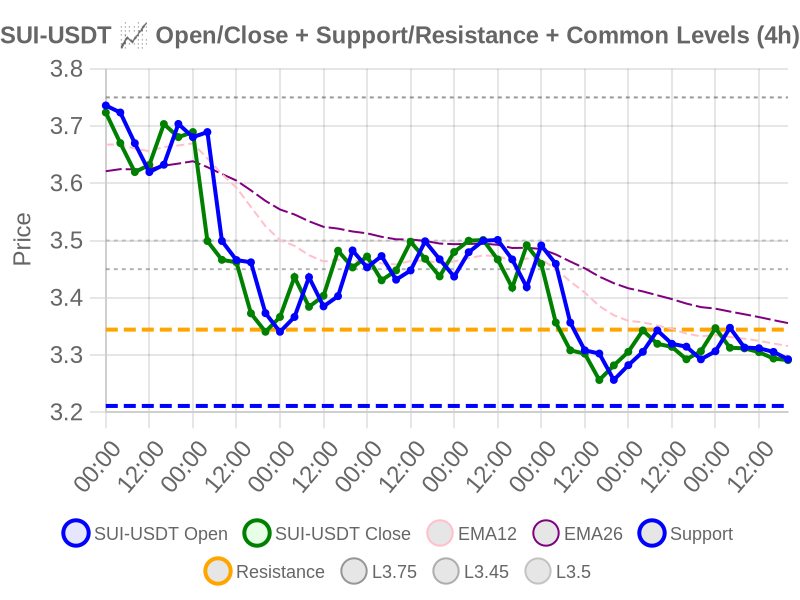 SUI-USDT 📈 Open/Close + Support/Resistance + Common Levels (4h)
3.8
3.7
3.6
3.5
3.4
3.3
3.2
Price
00:00 12:00 00:00 12:00 00:00 12:00 00:00 12:00 00:00 12:00 00:00 12:00 00:00 12:00 00:00 12:00
SUI-USDT Open SUI-USDT Close EMA12 EMA26 Support
Resistance L3.75 L3.45 L3.5